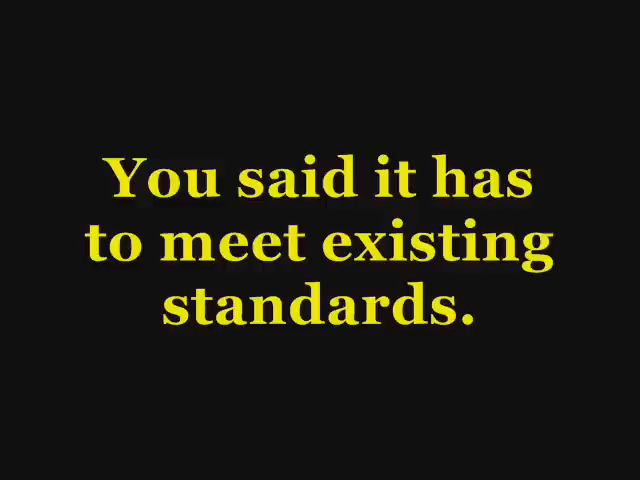 You said it has
to meet existing
standards.